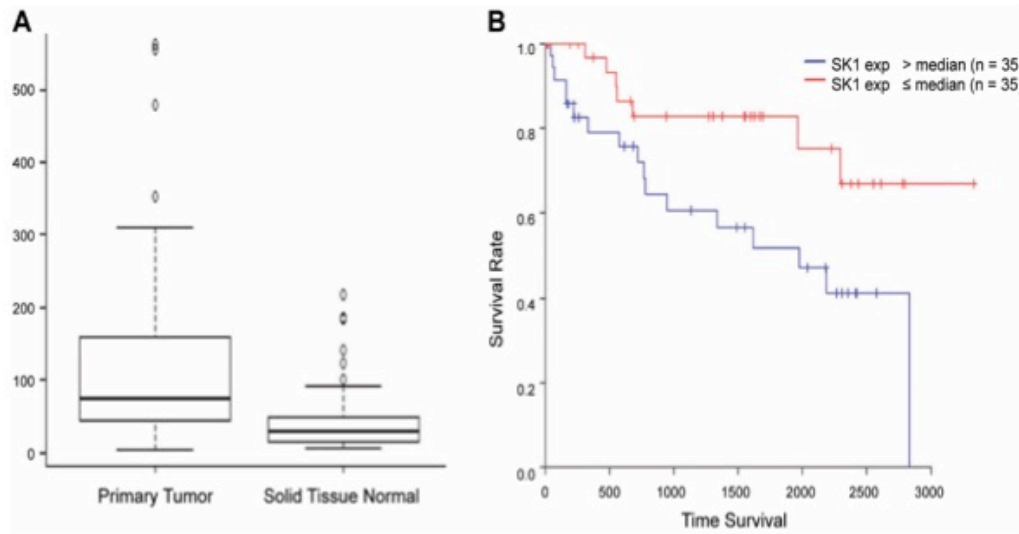 A
500
400
300
200
100
0
Primary Tumor
Solid Tissue Normal
B
SK1 exp > median (n = 35
SK1 exp ≤ median (n = 35
1.0
0.8
0.6
0.4
0.2
0.0
Survival Rate
0
500
1000
1500
2000
2500
3000
Time Survival